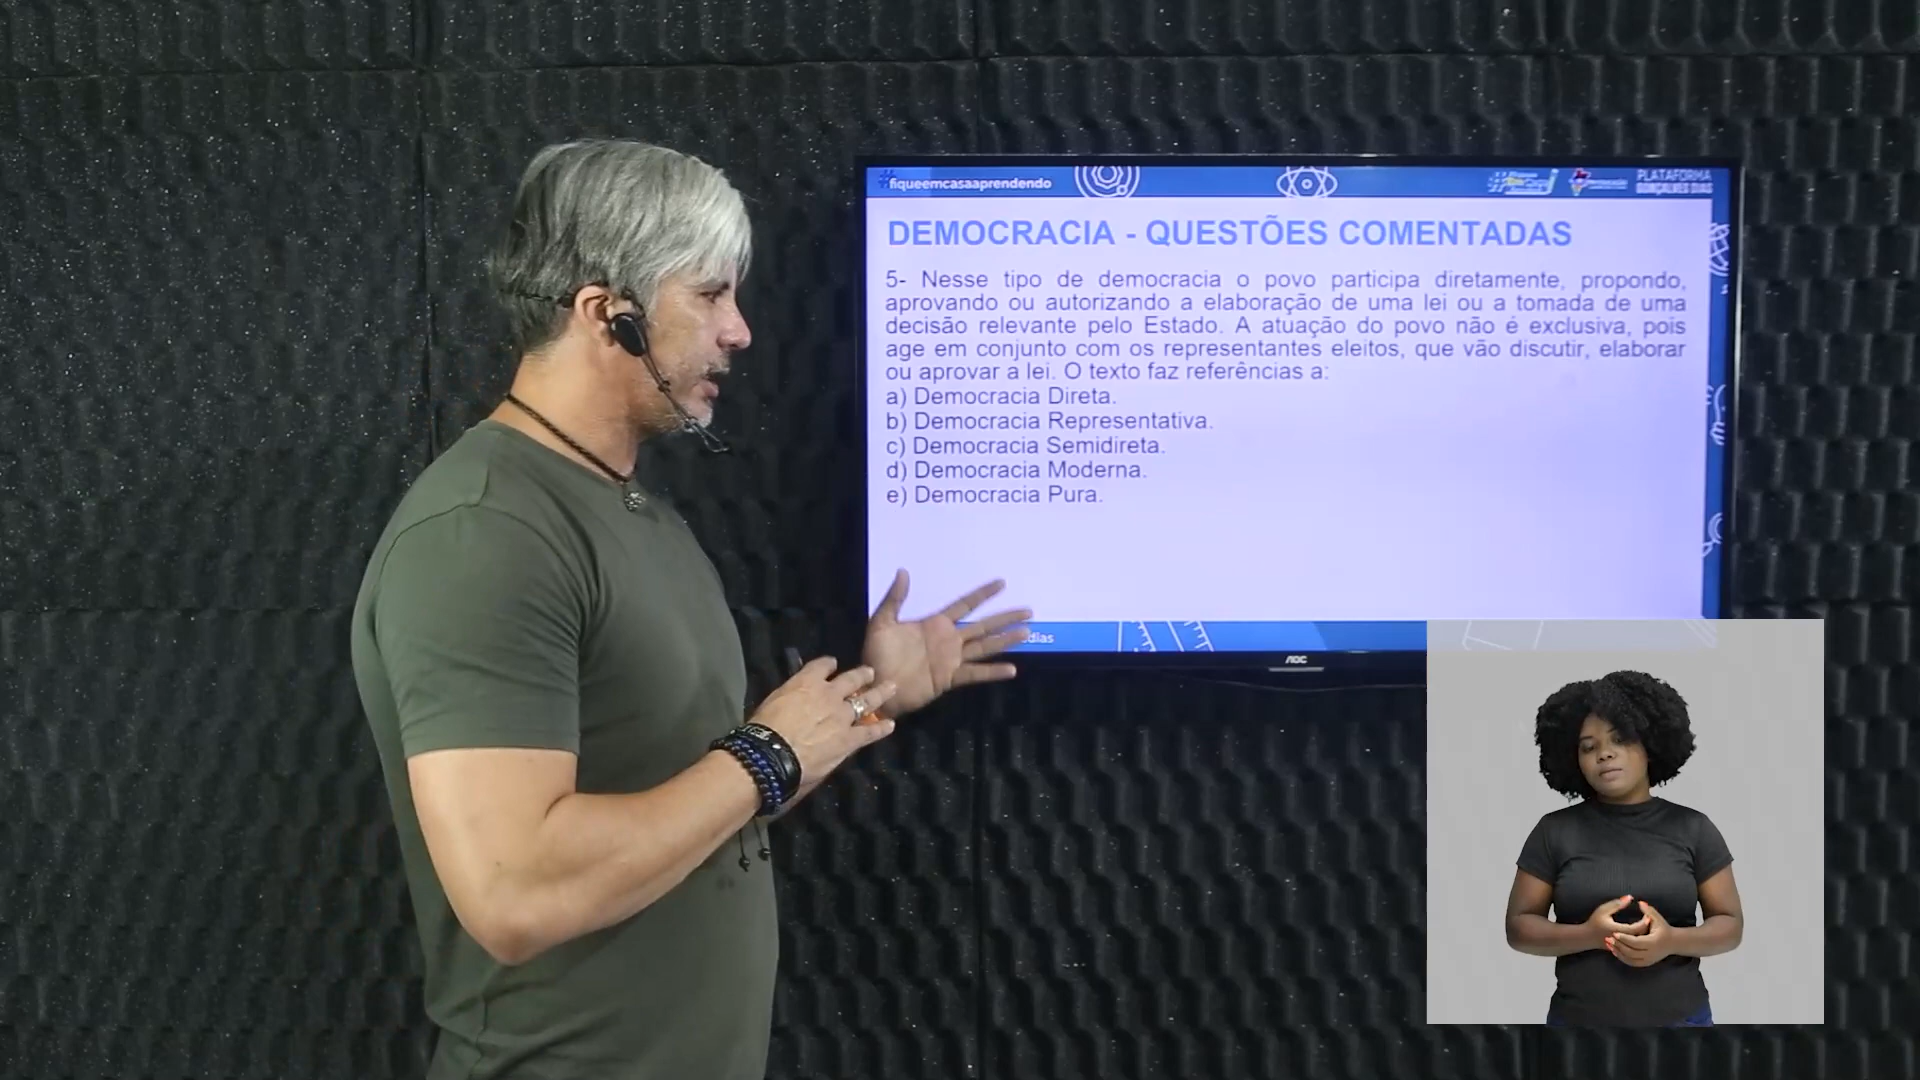 #fiqueemcasaaprendendo
PLATAFORMA
GONÇALVES DIAS
DEMOCRACIA - QUESTÕES COMENTADAS
5- Nesse tipo de democracia o povo participa diretamente, propondo,
aprovando ou autorizando a elaboração de uma lei ou a tomada de uma
decisão relevante pelo Estado. A atuação do povo não é exclusiva, pois
age em conjunto com os representantes eleitos, que vão discutir, elaborar
ou aprovar a lei. O texto faz referências a:
a) Democracia Direta.
b) Democracia Representativa.
c) Democracia Semidireta.
d) Democracia Moderna.
e) Democracia Pura.
AOC